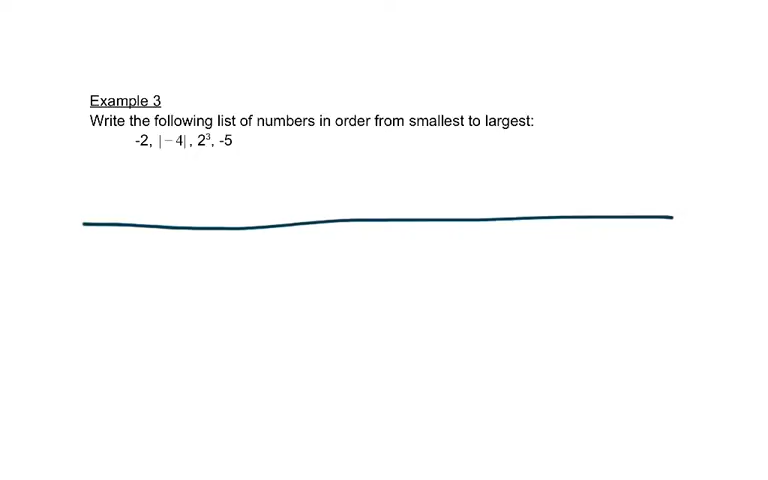 Example 3
Write the following list of numbers in order from smallest to largest:
-2, |−4|, 2³, -5